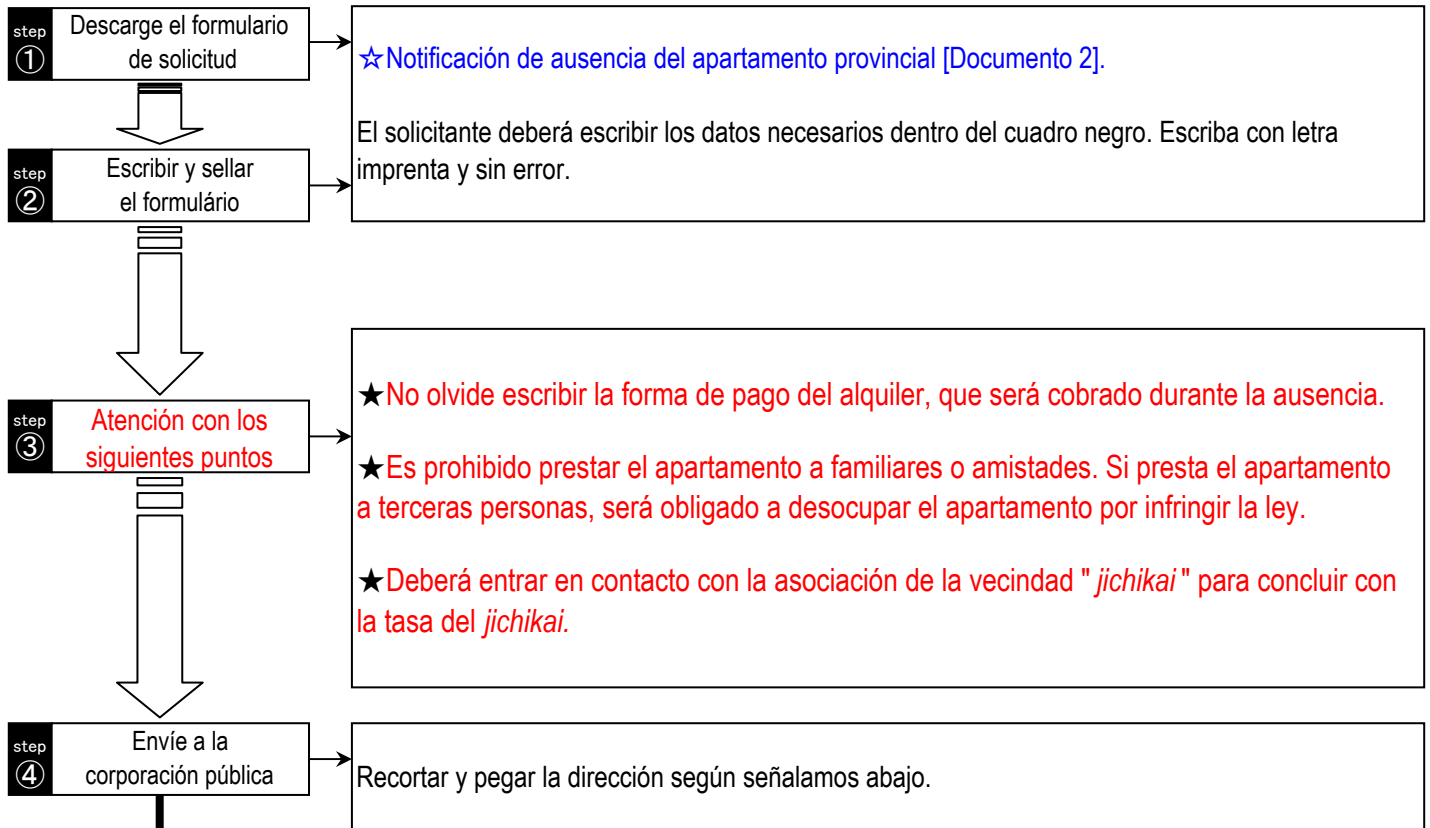 step
①
Descarge el formulario
de solicitud
☆Notificación de ausencia del apartamento provincial [Documento 2].
El solicitante deberá escribir los datos necesarios dentro del cuadro negro. Escriba con letra
imprenta y sin error.
step
②
Escribir y sellar
el formulário
step
③
Atención con los
siguientes puntos
★No olvide escribir la forma de pago del alquiler, que será cobrado durante la ausencia.
★Es prohibido prestar el apartamento a familiares o amistades. Si presta el apartamento
a terceras personas, será obligado a desocupar el apartamento por infringir la ley.
★Deberá entrar en contacto con la asociación de la vecindad " jichikai " para concluir con
la tasa del jichikai.
step
④
Envíe a la
corporación pública
Recortar y pegar la dirección según señalamos abajo.